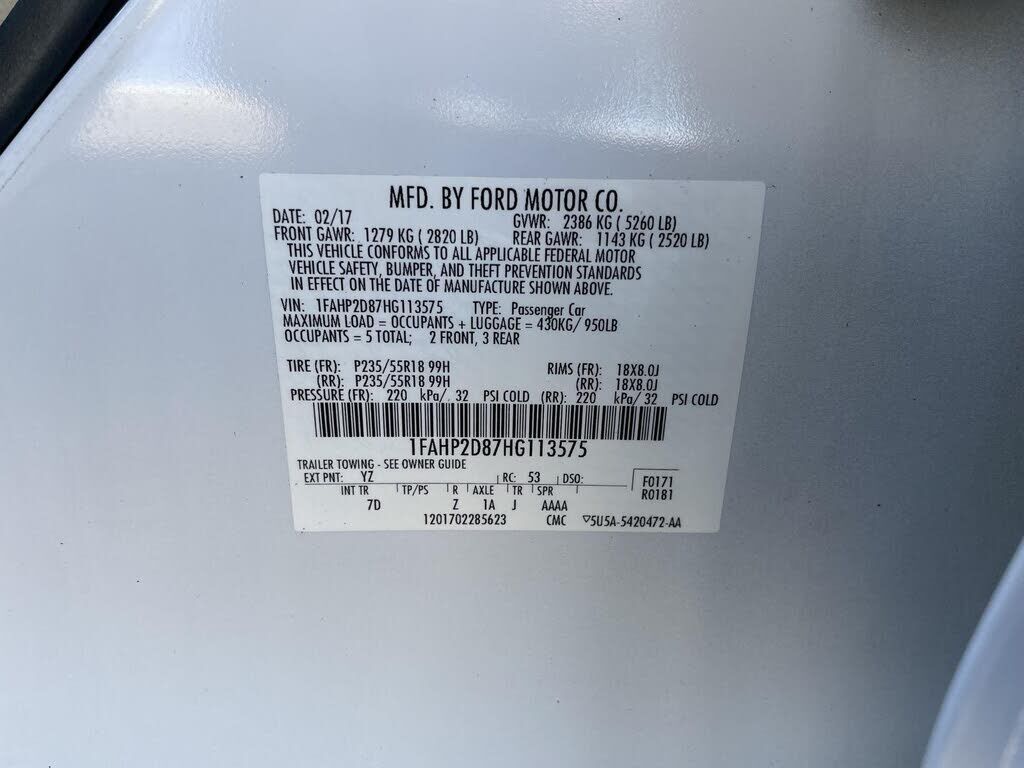 MFD. BY FORD MOTOR CO.
DATE: 02/17 GVWR: 2386 KG ( 5260 LB)
FRONT GAWR: 1279 KG ( 2820 LB) REAR GAWR: 1143 KG ( 2520 LB)
THIS VEHICLE CONFORMS TO ALL APPLICABLE FEDERAL MOTOR
VEHICLE SAFETY, BUMPER, AND THEFT PREVENTION STANDARDS
IN EFFECT ON THE DATE OF MANUFACTURE SHOWN ABOVE.
VIN: 1FAHP2D87HG113575 TYPE: Passenger Car
MAXIMUM LOAD = OCCUPANTS + LUGGAGE = 430KG/ 950LB
OCCUPANTS = 5 TOTAL; 2 FRONT, 3 REAR
TIRE (FR): P235/55R18 99H RIMS (FR): 18X8.0J
(RR): P235/55R18 99H (RR): 18X8.0J
PRESSURE (FR): 220 kPa/ 32 PSI COLD (RR): 220 kPa/ 32 PSI COLD
1FAHP2D87HG113575
TRAILER TOWING - SEE OWNER GUIDE
EXT PNT: YZ RC: 53 DSO: F0171
R0181
INT TR TP/PS R AXLE TR SPR
7D Z 1A J AAAA
1201702285623 CMC ▽5U5A-5420472-AA